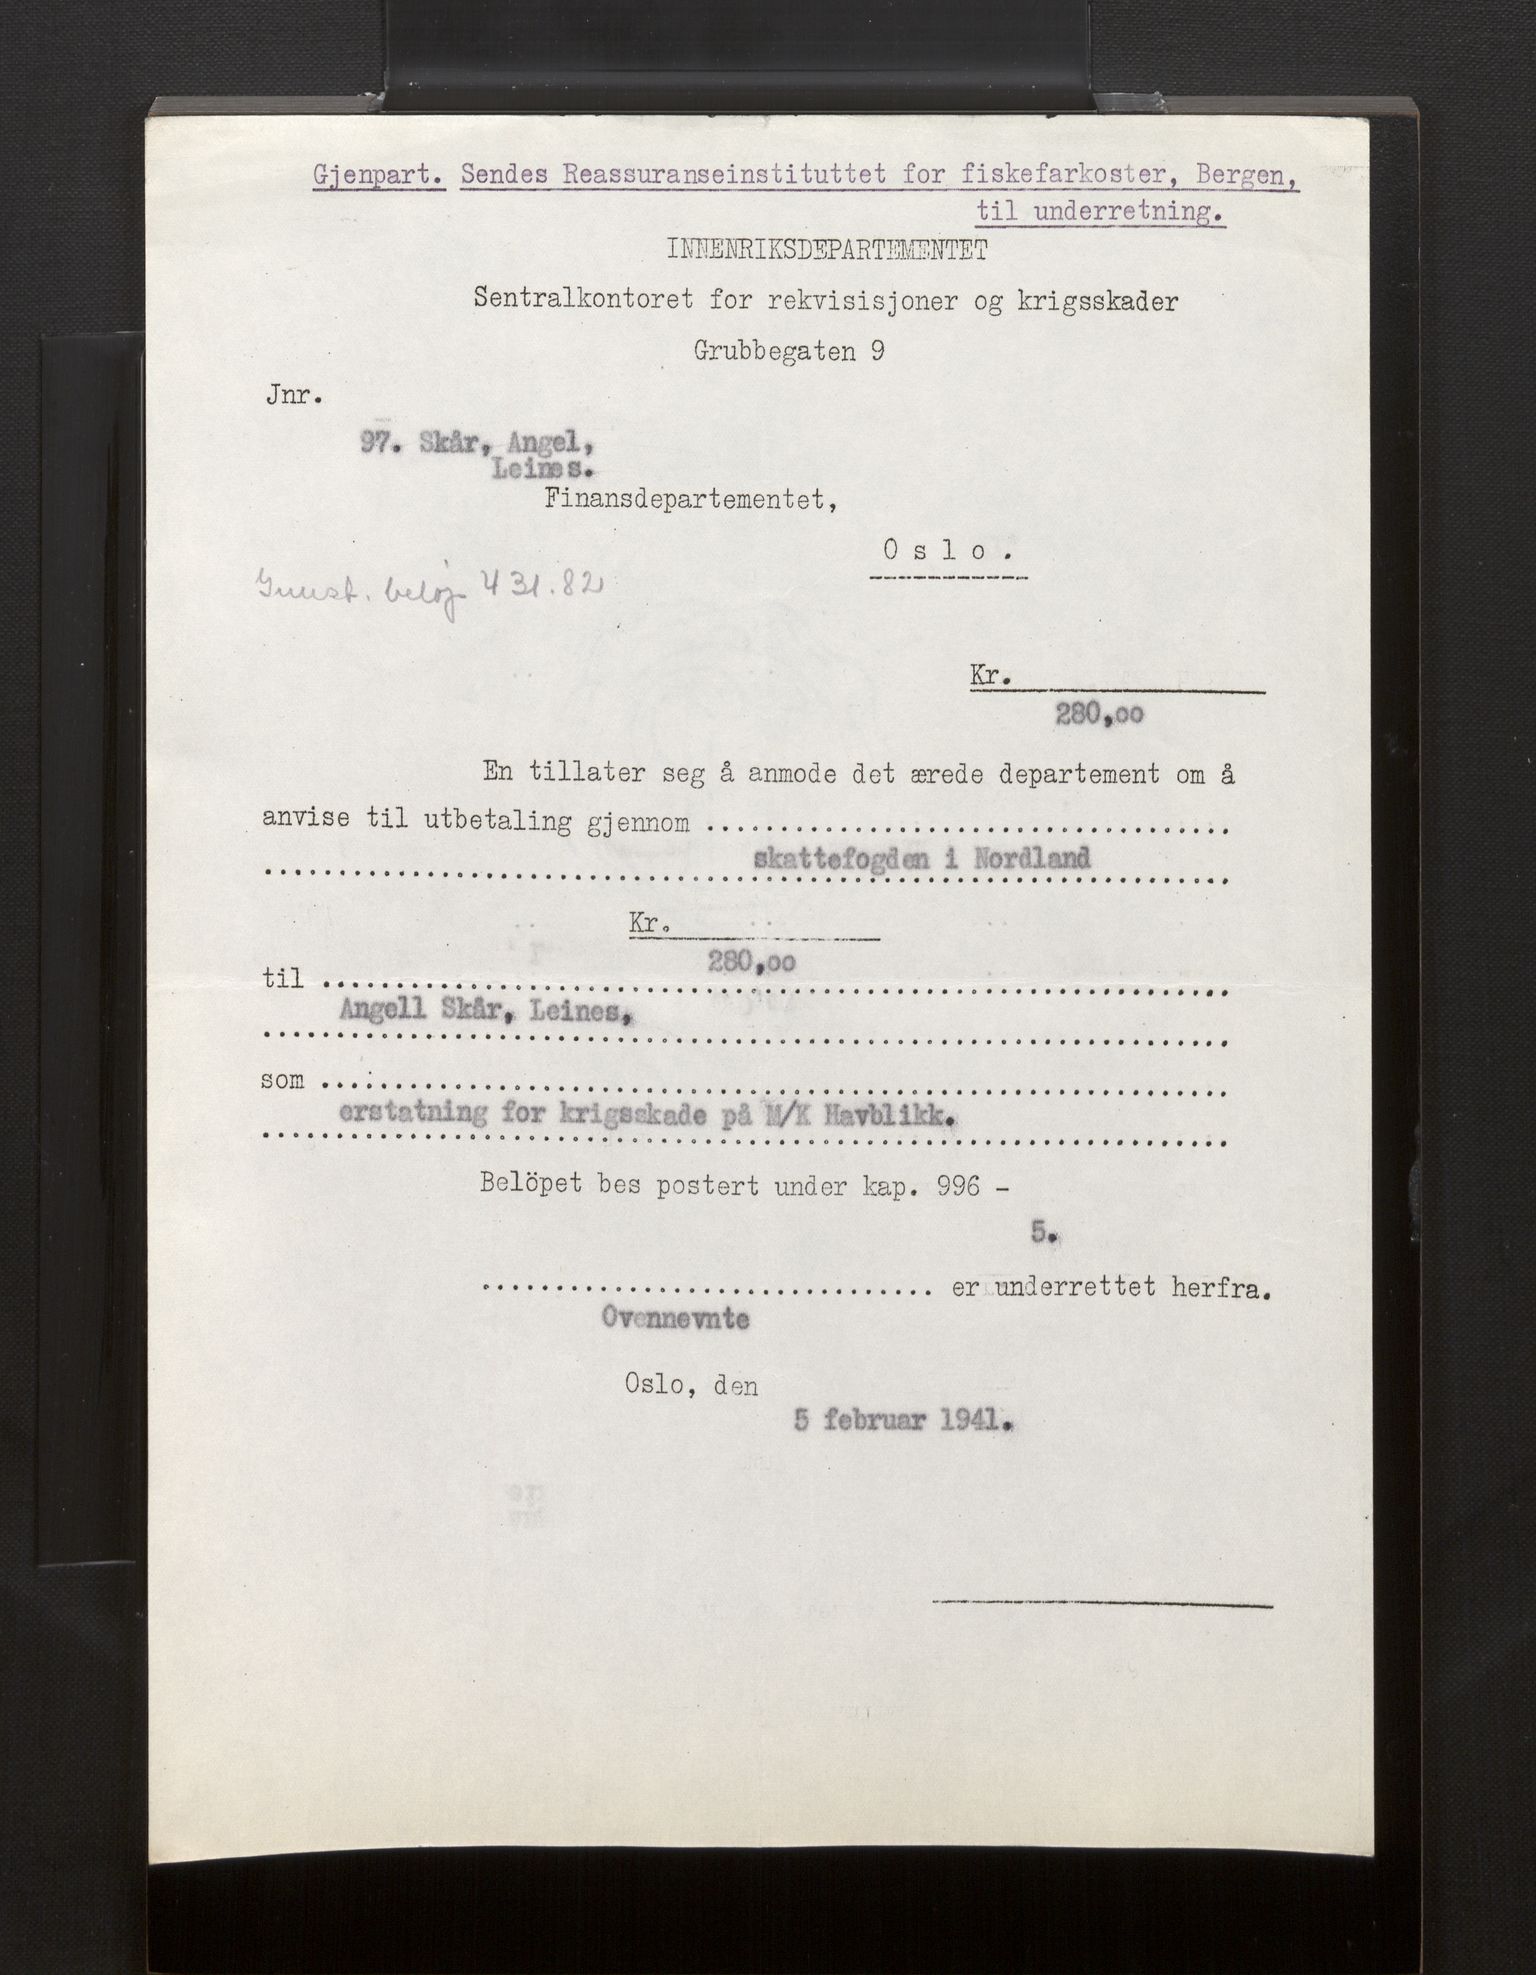 Gjenpart. Sendes Reassuranseinstituttet for fiskefarkoster, Bergen,
til underretning.
INNENRIKSDEPARTEMENTET
Sentralkontoret for rekvisisjoner og krigsskader
Grubbegaten 9
Jnr.
97. Skår, Angel,
Leines.
Finansdepartementet,
Oslo.
beløp 431.82
Kr.
280,oo
En tillater seg å anmode det ærede departement om å
anvise til utbetaling gjennom ....................................
skattefogden i Nordland
..................................................................
Kr.
280,oo
til ..............................................................
Angell Skår, Leines,
..................................................................
som ..............................................................
erstatning for krigsskade på M/K Havblikk.
..................................................................
Belöpet bes postert under kap. 996 -
5.
............................... er underrettet herfra.
Ovennevnte
Oslo, den
5 februar 1941.